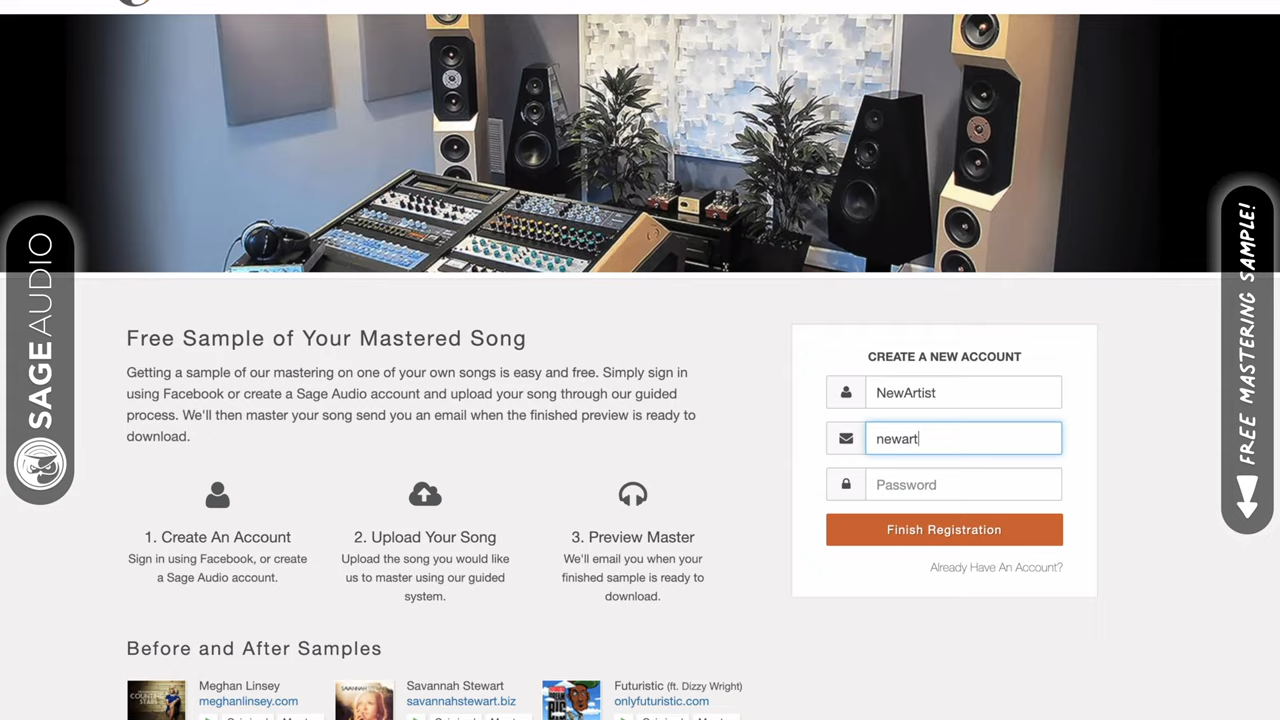 SAGE AUDIO
FREE MASTERING SAMPLE!
Free Sample of Your Mastered Song
Getting a sample of our mastering on one of your own songs is easy and free. Simply sign in
using Facebook or create a Sage Audio account and upload your song through our guided
process. We'll then master your song send you an email when the finished preview is ready to
download.
1. Create An Account
Sign in using Facebook, or create
a Sage Audio account.
2. Upload Your Song
Upload the song you would like
us to master using our guided
system.
3. Preview Master
We'll email you when your
finished sample is ready to
download.
CREATE A NEW ACCOUNT
NewArtist
newart
Password
Finish Registration
Already Have An Account?
Before and After Samples
Meghan Linsey
meghanlinsey.com
Savannah Stewart
savannahstewart.biz
Futuristic (ft. Dizzy Wright)
onlyfuturistic.com